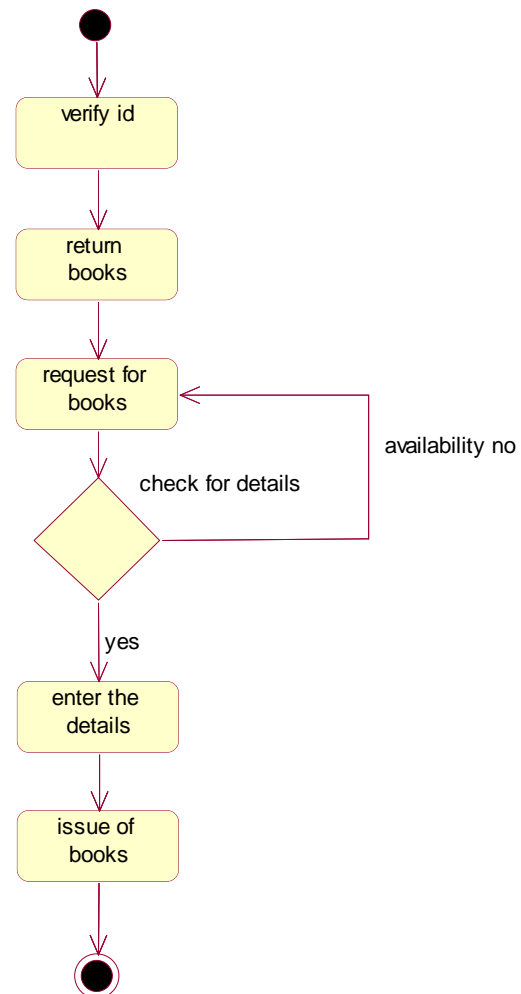 verify id
return
books
request for
books
availability no
check for details
yes
enter the
details
issue of
books